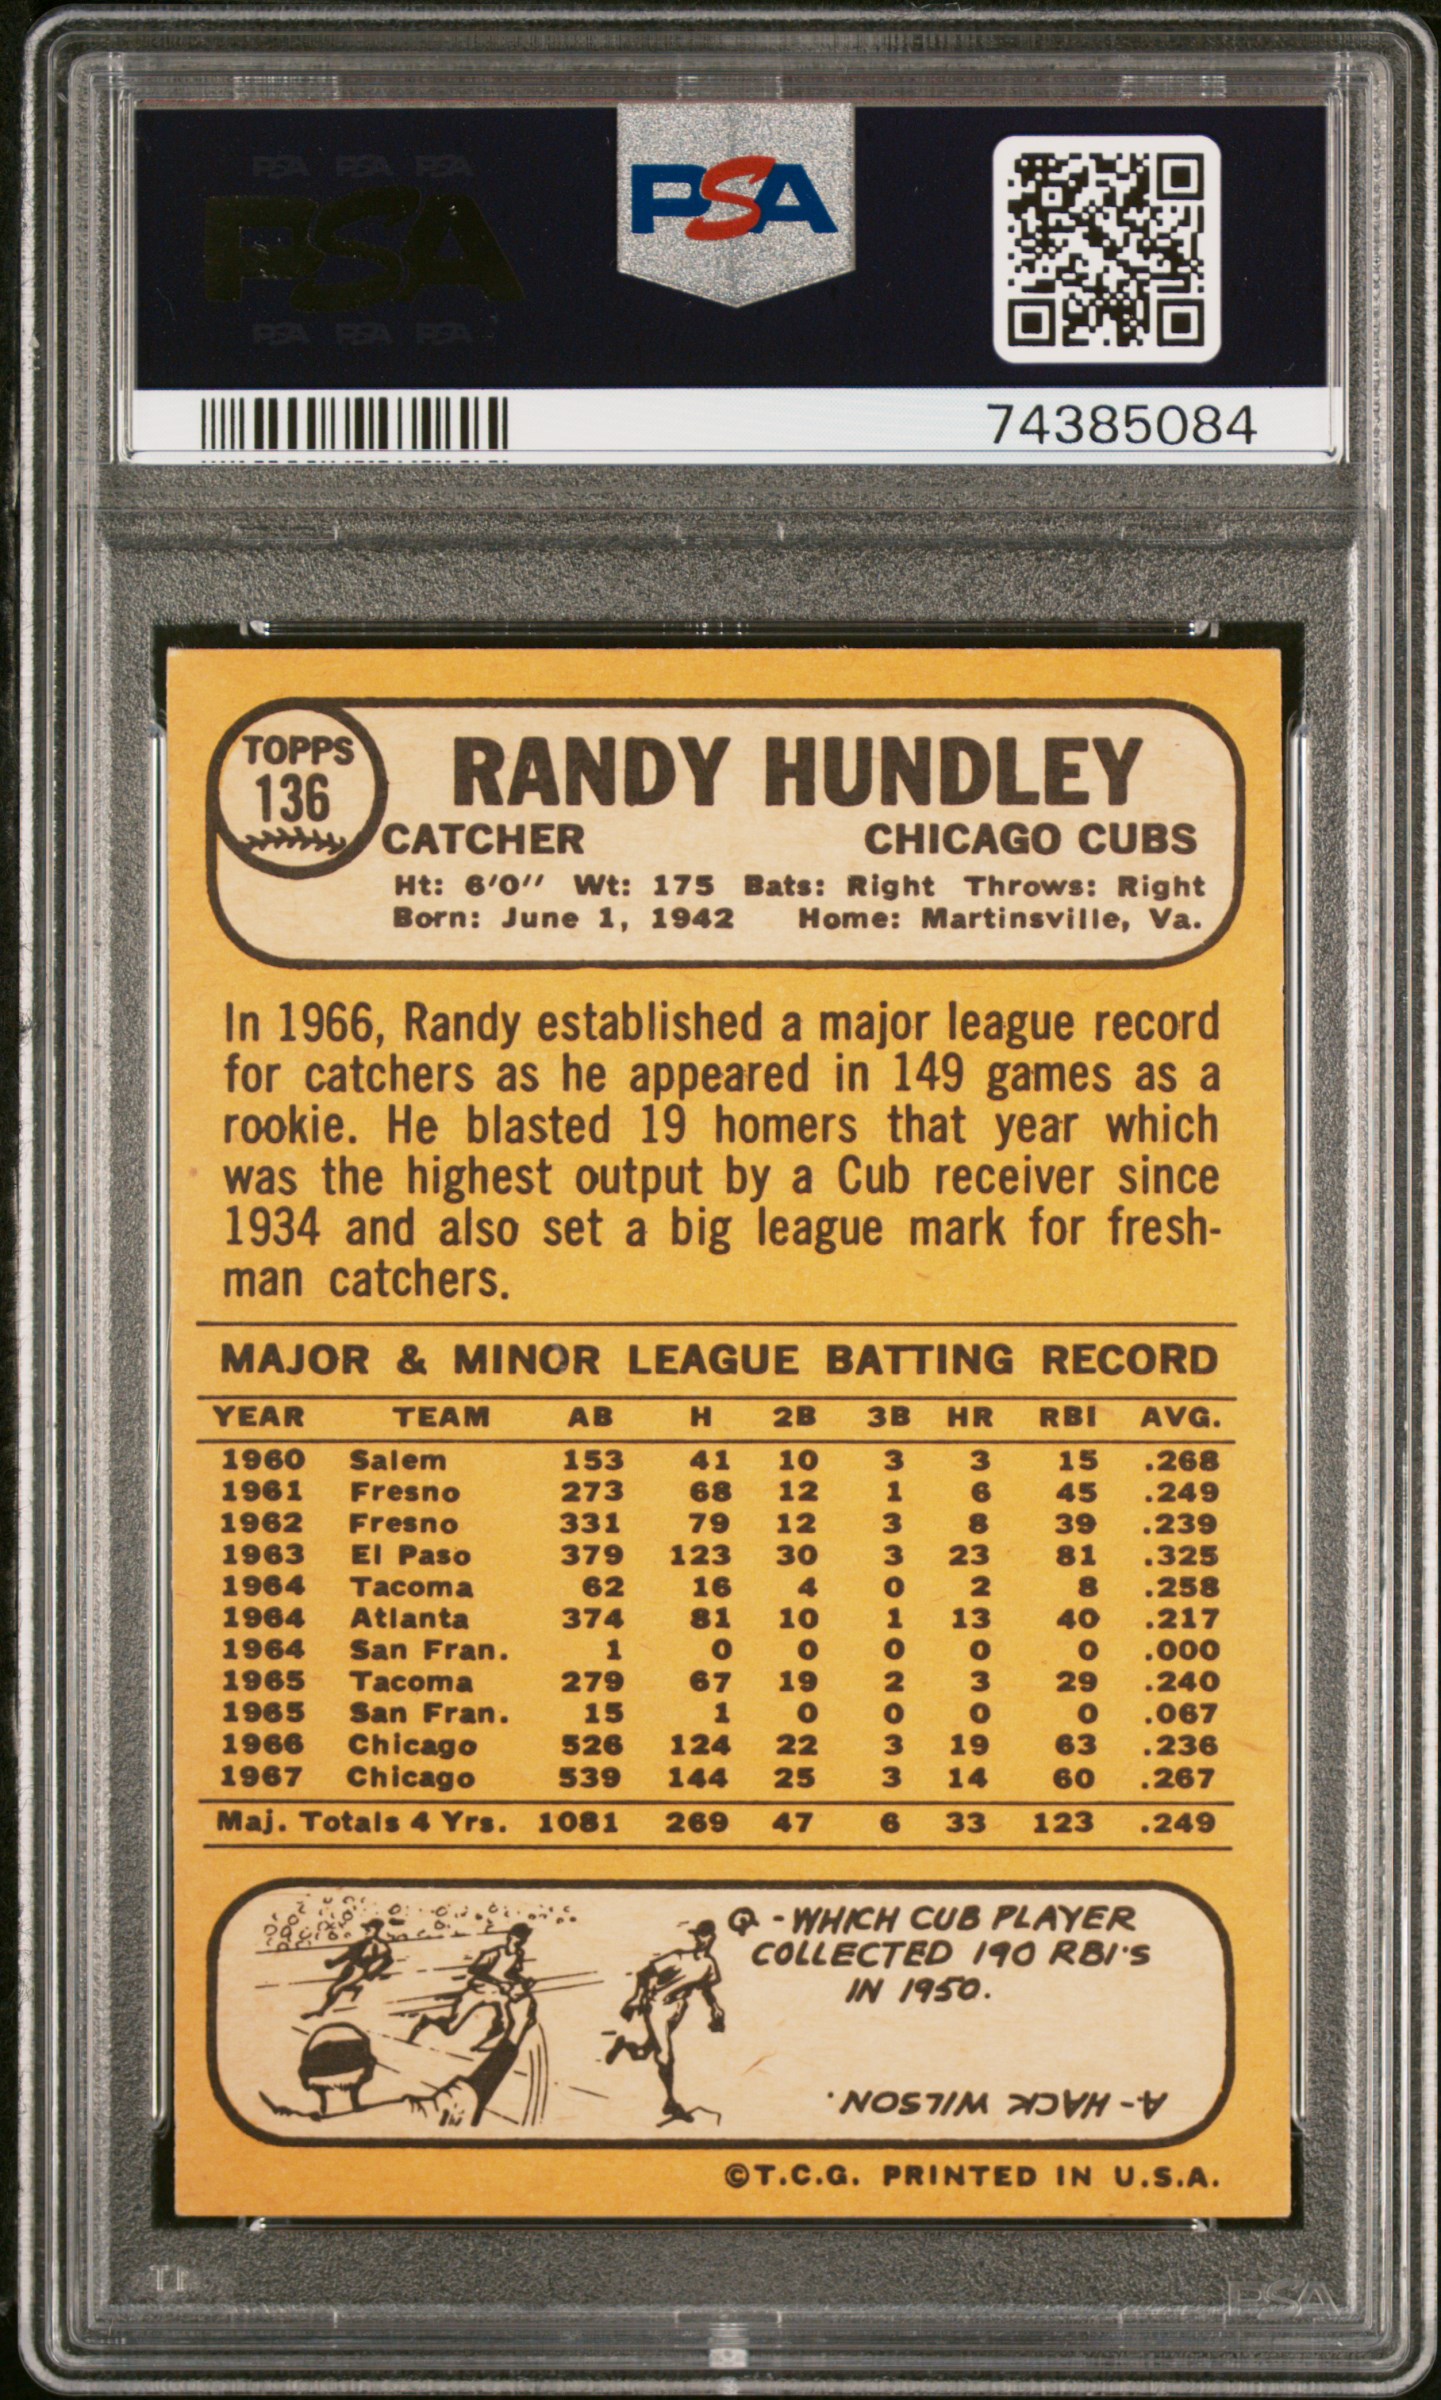 PSA PSA PSA
PSA
PSA PSA PSA
PSA
74385084
TOPPS
136
RANDY HUNDLEY
CATCHER CHICAGO CUBS
Ht: 6'0" Wt: 175 Bats: Right Throws: Right
Born: June 1, 1942 Home: Martinsville, Va.
In 1966, Randy established a major league record
for catchers as he appeared in 149 games as a
rookie. He blasted 19 homers that year which
was the highest output by a Cub receiver since
1934 and also set a big league mark for fresh-
man catchers.
MAJOR & MINOR LEAGUE BATTING RECORD
YEAR TEAM AB H 2B 3B HR RBI AVG.
1960 Salem 153 41 10 3 3 15 .268
1961 Fresno 273 68 12 1 6 45 .249
1962 Fresno 331 79 12 3 8 39 .239
1963 El Paso 379 123 30 3 23 81 .325
1964 Tacoma 62 16 4 0 2 8 .258
1964 Atlanta 374 81 10 1 13 40 .217
1964 San Fran. 1 0 0 0 0 0 .000
1965 Tacoma 279 67 19 2 3 29 .240
1965 San Fran. 15 1 0 0 0 0 .067
1966 Chicago 526 124 22 3 19 63 .236
1967 Chicago 539 144 25 3 14 60 .267
Maj. Totals 4 Yrs. 1081 269 47 6 33 123 .249
Q - WHICH CUB PLAYER
COLLECTED 190 RBI'S
IN 1950.
A- HACK WILSON.
©T.C.G. PRINTED IN U.S.A.
PSA